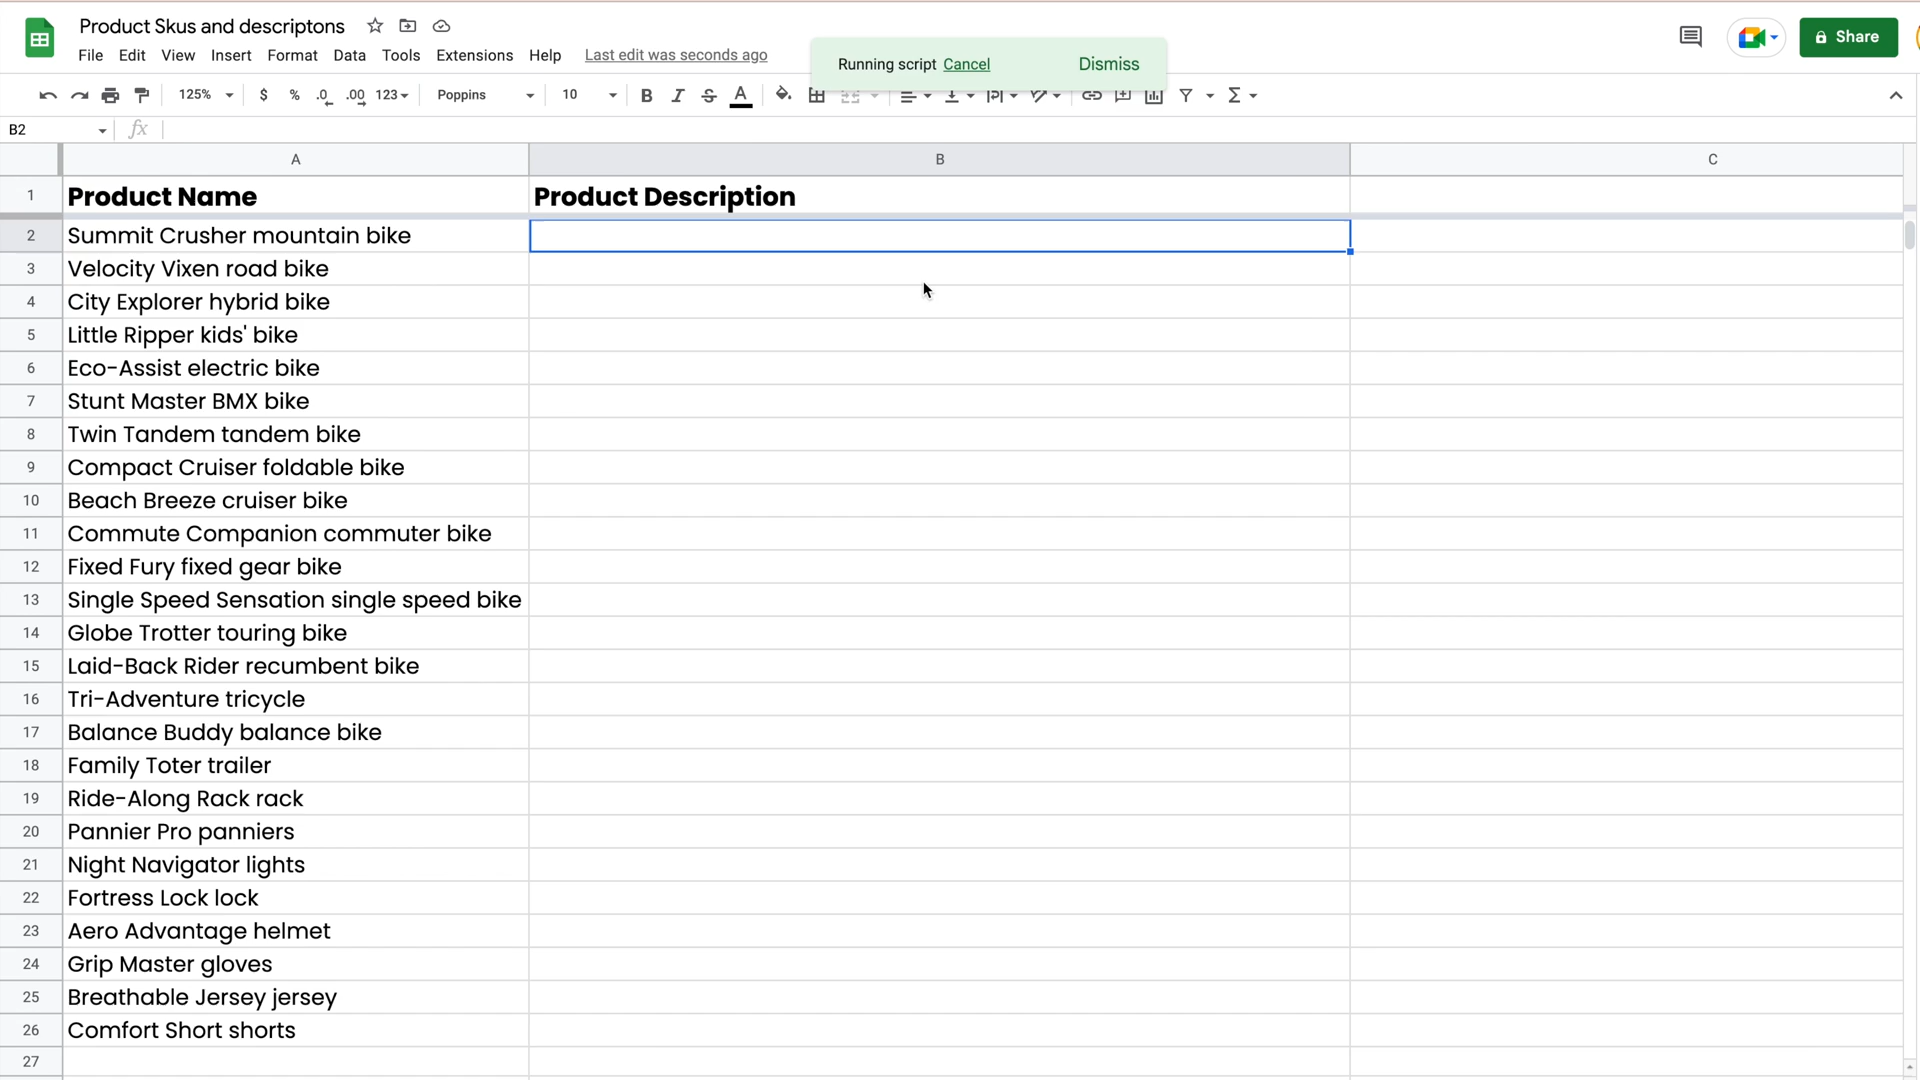 Product Skus and descriptons
File Edit View Insert Format Data Tools Extensions Help Last edit was seconds ago
Running script Cancel Dismiss
Share
125% $ % .0 .00 123 Poppins 10 B I S A Σ
B2 fx
A B C
1 Product Name Product Description
2 Summit Crusher mountain bike
3 Velocity Vixen road bike
4 City Explorer hybrid bike
5 Little Ripper kids' bike
6 Eco-Assist electric bike
7 Stunt Master BMX bike
8 Twin Tandem tandem bike
9 Compact Cruiser foldable bike
10 Beach Breeze cruiser bike
11 Commute Companion commuter bike
12 Fixed Fury fixed gear bike
13 Single Speed Sensation single speed bike
14 Globe Trotter touring bike
15 Laid-Back Rider recumbent bike
16 Tri-Adventure tricycle
17 Balance Buddy balance bike
18 Family Toter trailer
19 Ride-Along Rack rack
20 Pannier Pro panniers
21 Night Navigator lights
22 Fortress Lock lock
23 Aero Advantage helmet
24 Grip Master gloves
25 Breathable Jersey jersey
26 Comfort Short shorts
27